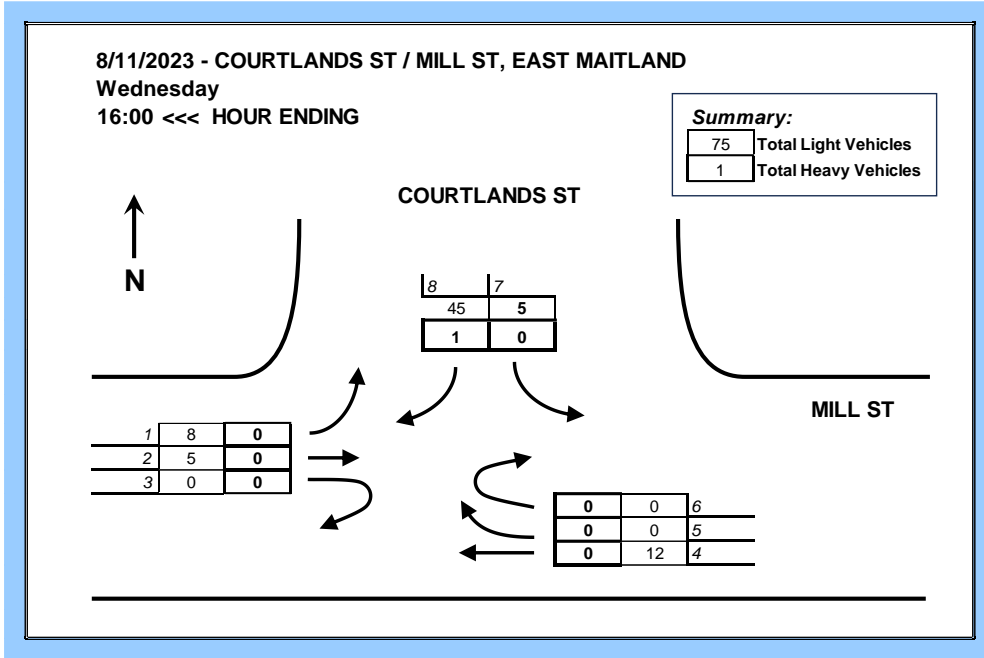 8/11/2023 - COURTLANDS ST / MILL ST, EAST MAITLAND
Wednesday
16:00 <<< HOUR ENDING
Summary:
75 Total Light Vehicles
1 Total Heavy Vehicles
COURTLANDS ST
N
8 7
45 5
1 0
MILL ST
1 8 0
2 5 0
3 0 0
0 0 6
0 0 5
0 12 4